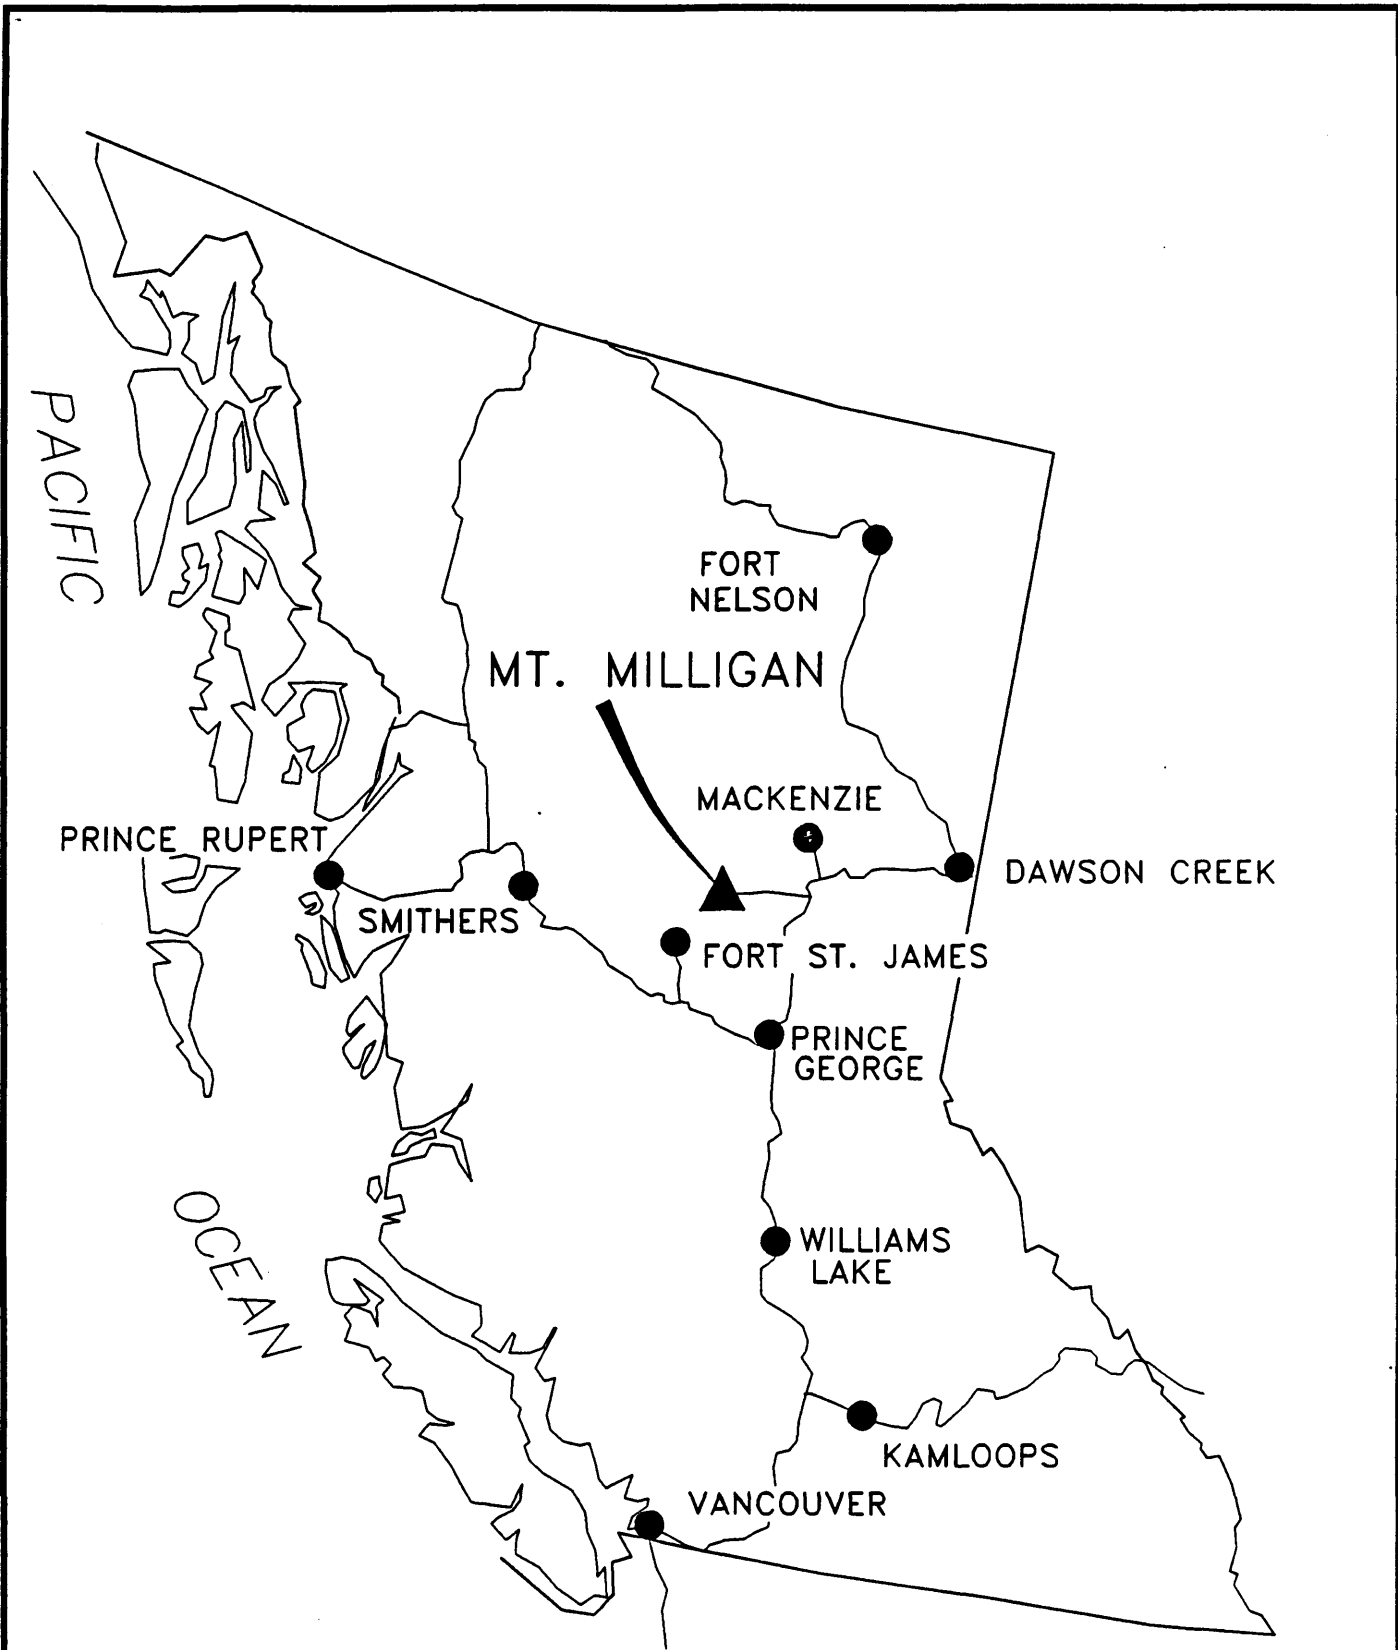 PACIFIC
FORT
NELSON
MT. MILLIGAN
MACKENZIE
PRINCE RUPERT
DAWSON CREEK
SMITHERS
FORT ST. JAMES
PRINCE
GEORGE
OCEAN
WILLIAMS
LAKE
KAMLOOPS
VANCOUVER